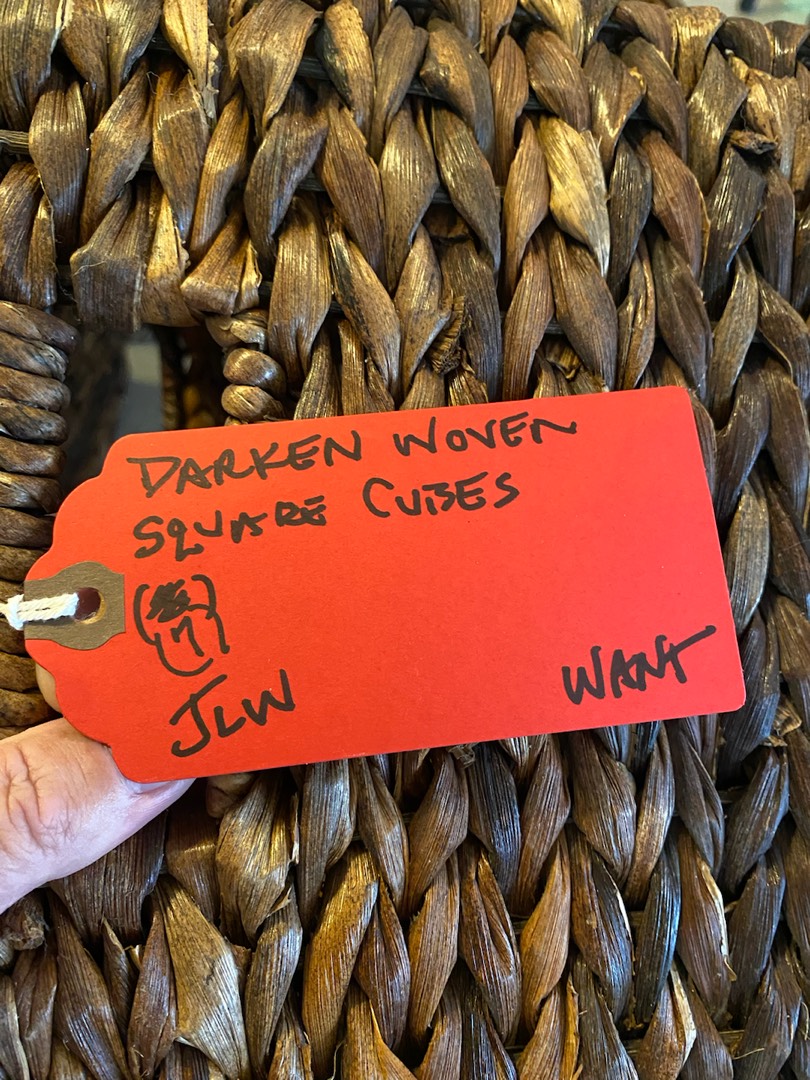 DARKEN WOVEN
SQUARE CUBES
(7)
JLW
WANT